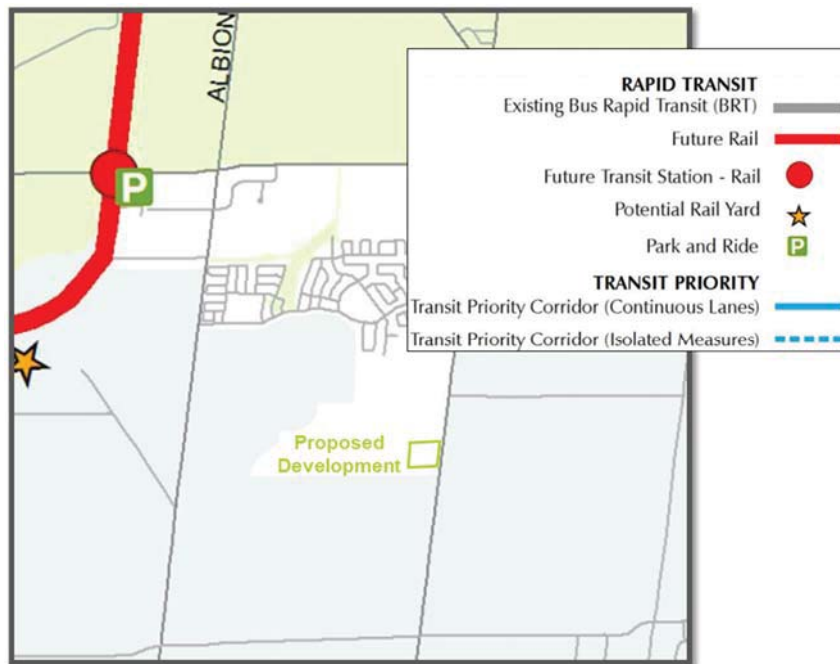 ALBION
P
Proposed
Development
RAPID TRANSIT
Existing Bus Rapid Transit (BRT)
Future Rail
Future Transit Station - Rail
Potential Rail Yard
Park and Ride
P
TRANSIT PRIORITY
Transit Priority Corridor (Continuous Lanes)
Transit Priority Corridor (Isolated Measures)